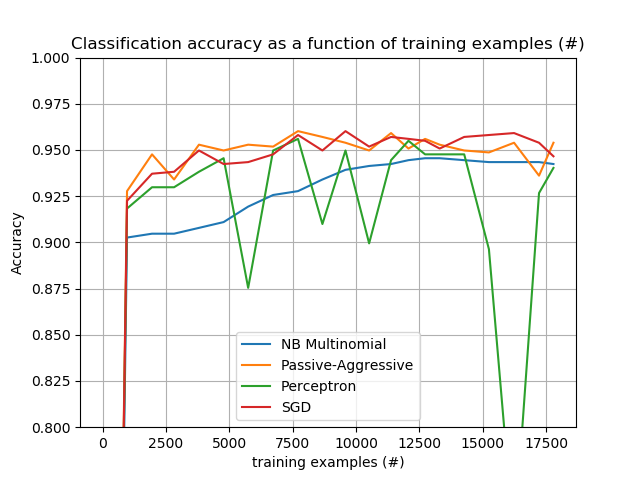 Classification accuracy as a function of training examples (#)
1.000
0.975
0.950
0.925
0.900
0.875
0.850
0.825
0.800
Accuracy
NB Multinomial
Passive-Aggressive
Perceptron
SGD
0 2500 5000 7500 10000 12500 15000 17500
training examples (#)